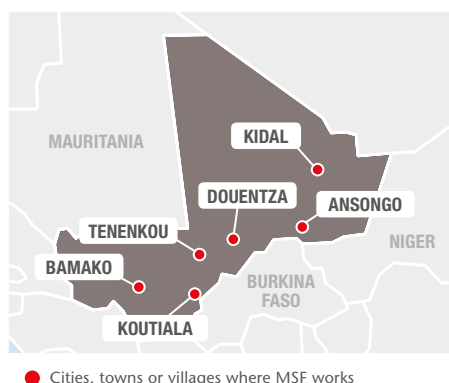 MAURITANIA
KIDAL
DOUENTZA
ANSONGO
TENENKOU
NIGER
BAMAKO
BURKINA
FASO
KOUTIALA
Cities, towns or villages where MSF works